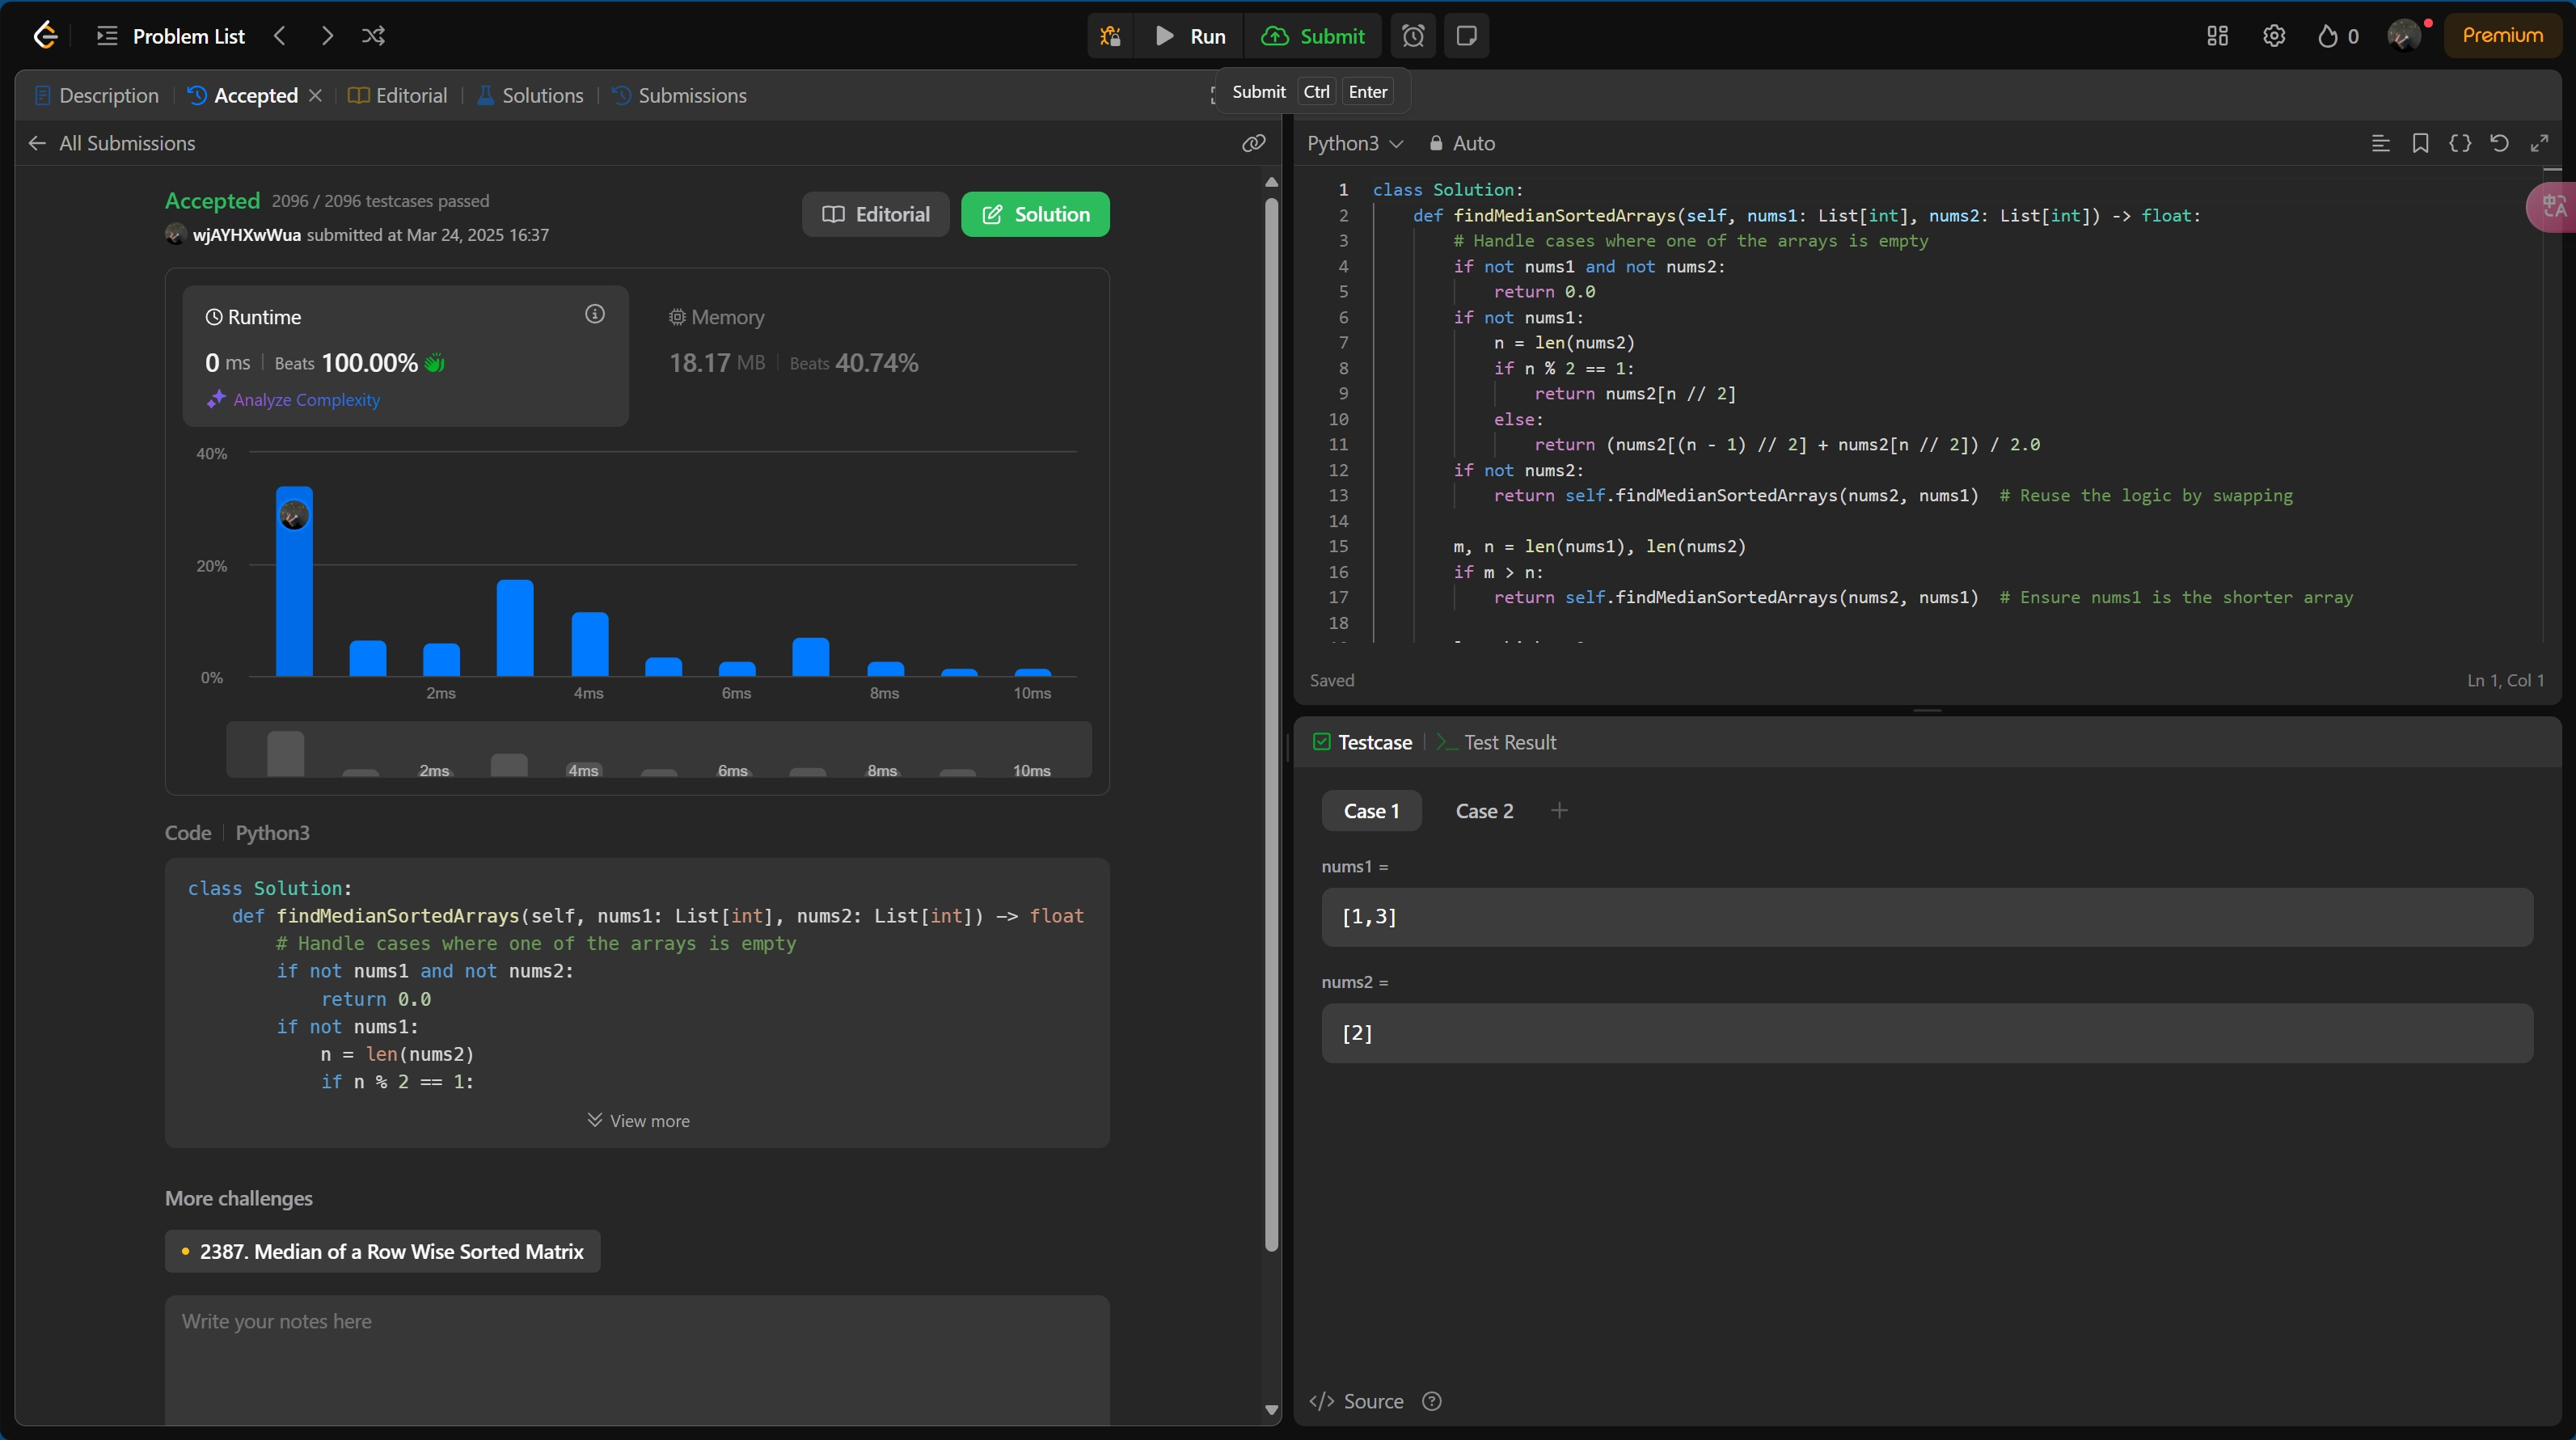 Problem List
Run
Submit
0
Premium
Description
Accepted
Editorial
Solutions
Submissions
Submit Ctrl Enter
All Submissions
Accepted 2096 / 2096 testcases passed
wjAYHXwWua submitted at Mar 24, 2025 16:37
Editorial
Solution
Runtime
0 ms Beats 100.00%
Analyze Complexity
Memory
18.17 MB Beats 40.74%
40%
20%
0%
2ms 4ms 6ms 8ms 10ms
2ms 4ms 6ms 8ms 10ms
Code Python3
class Solution:
def findMedianSortedArrays(self, nums1: List[int], nums2: List[int]) -> float
# Handle cases where one of the arrays is empty
if not nums1 and not nums2:
return 0.0
if not nums1:
n = len(nums2)
if n % 2 == 1:
View more
More challenges
2387. Median of a Row Wise Sorted Matrix
Write your notes here
Python3 Auto
1 class Solution:
2 def findMedianSortedArrays(self, nums1: List[int], nums2: List[int]) -> float:
3 # Handle cases where one of the arrays is empty
4 if not nums1 and not nums2:
5 return 0.0
6 if not nums1:
7 n = len(nums2)
8 if n % 2 == 1:
9 return nums2[n // 2]
10 else:
11 return (nums2[(n - 1) // 2] + nums2[n // 2]) / 2.0
12 if not nums2:
13 return self.findMedianSortedArrays(nums2, nums1) # Reuse the logic by swapping
14
15 m, n = len(nums1), len(nums2)
16 if m > n:
17 return self.findMedianSortedArrays(nums2, nums1) # Ensure nums1 is the shorter array
18
Saved
Ln 1, Col 1
Testcase
Test Result
Case 1
Case 2
nums1 =
[1,3]
nums2 =
[2]
</> Source